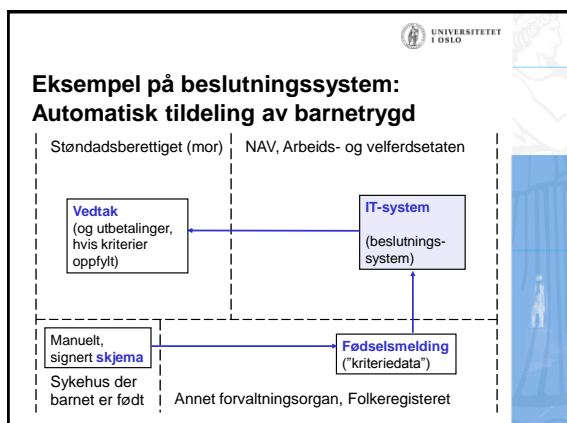 UNIVERSITETET
I OSLO
Eksempel på beslutningssystem:
Automatisk tildeling av barnetrygd
Støndadsberettiget (mor)
NAV, Arbeids- og velferdsetaten
Vedtak
(og utbetalinger,
hvis kriterier
oppfylt)
IT-system
(beslutnings-
system)
Manuelt,
signert skjema
Fødselsmelding
("kriteriedata")
Sykehus der
barnet er født
Annet forvaltningsorgan, Folkeregisteret